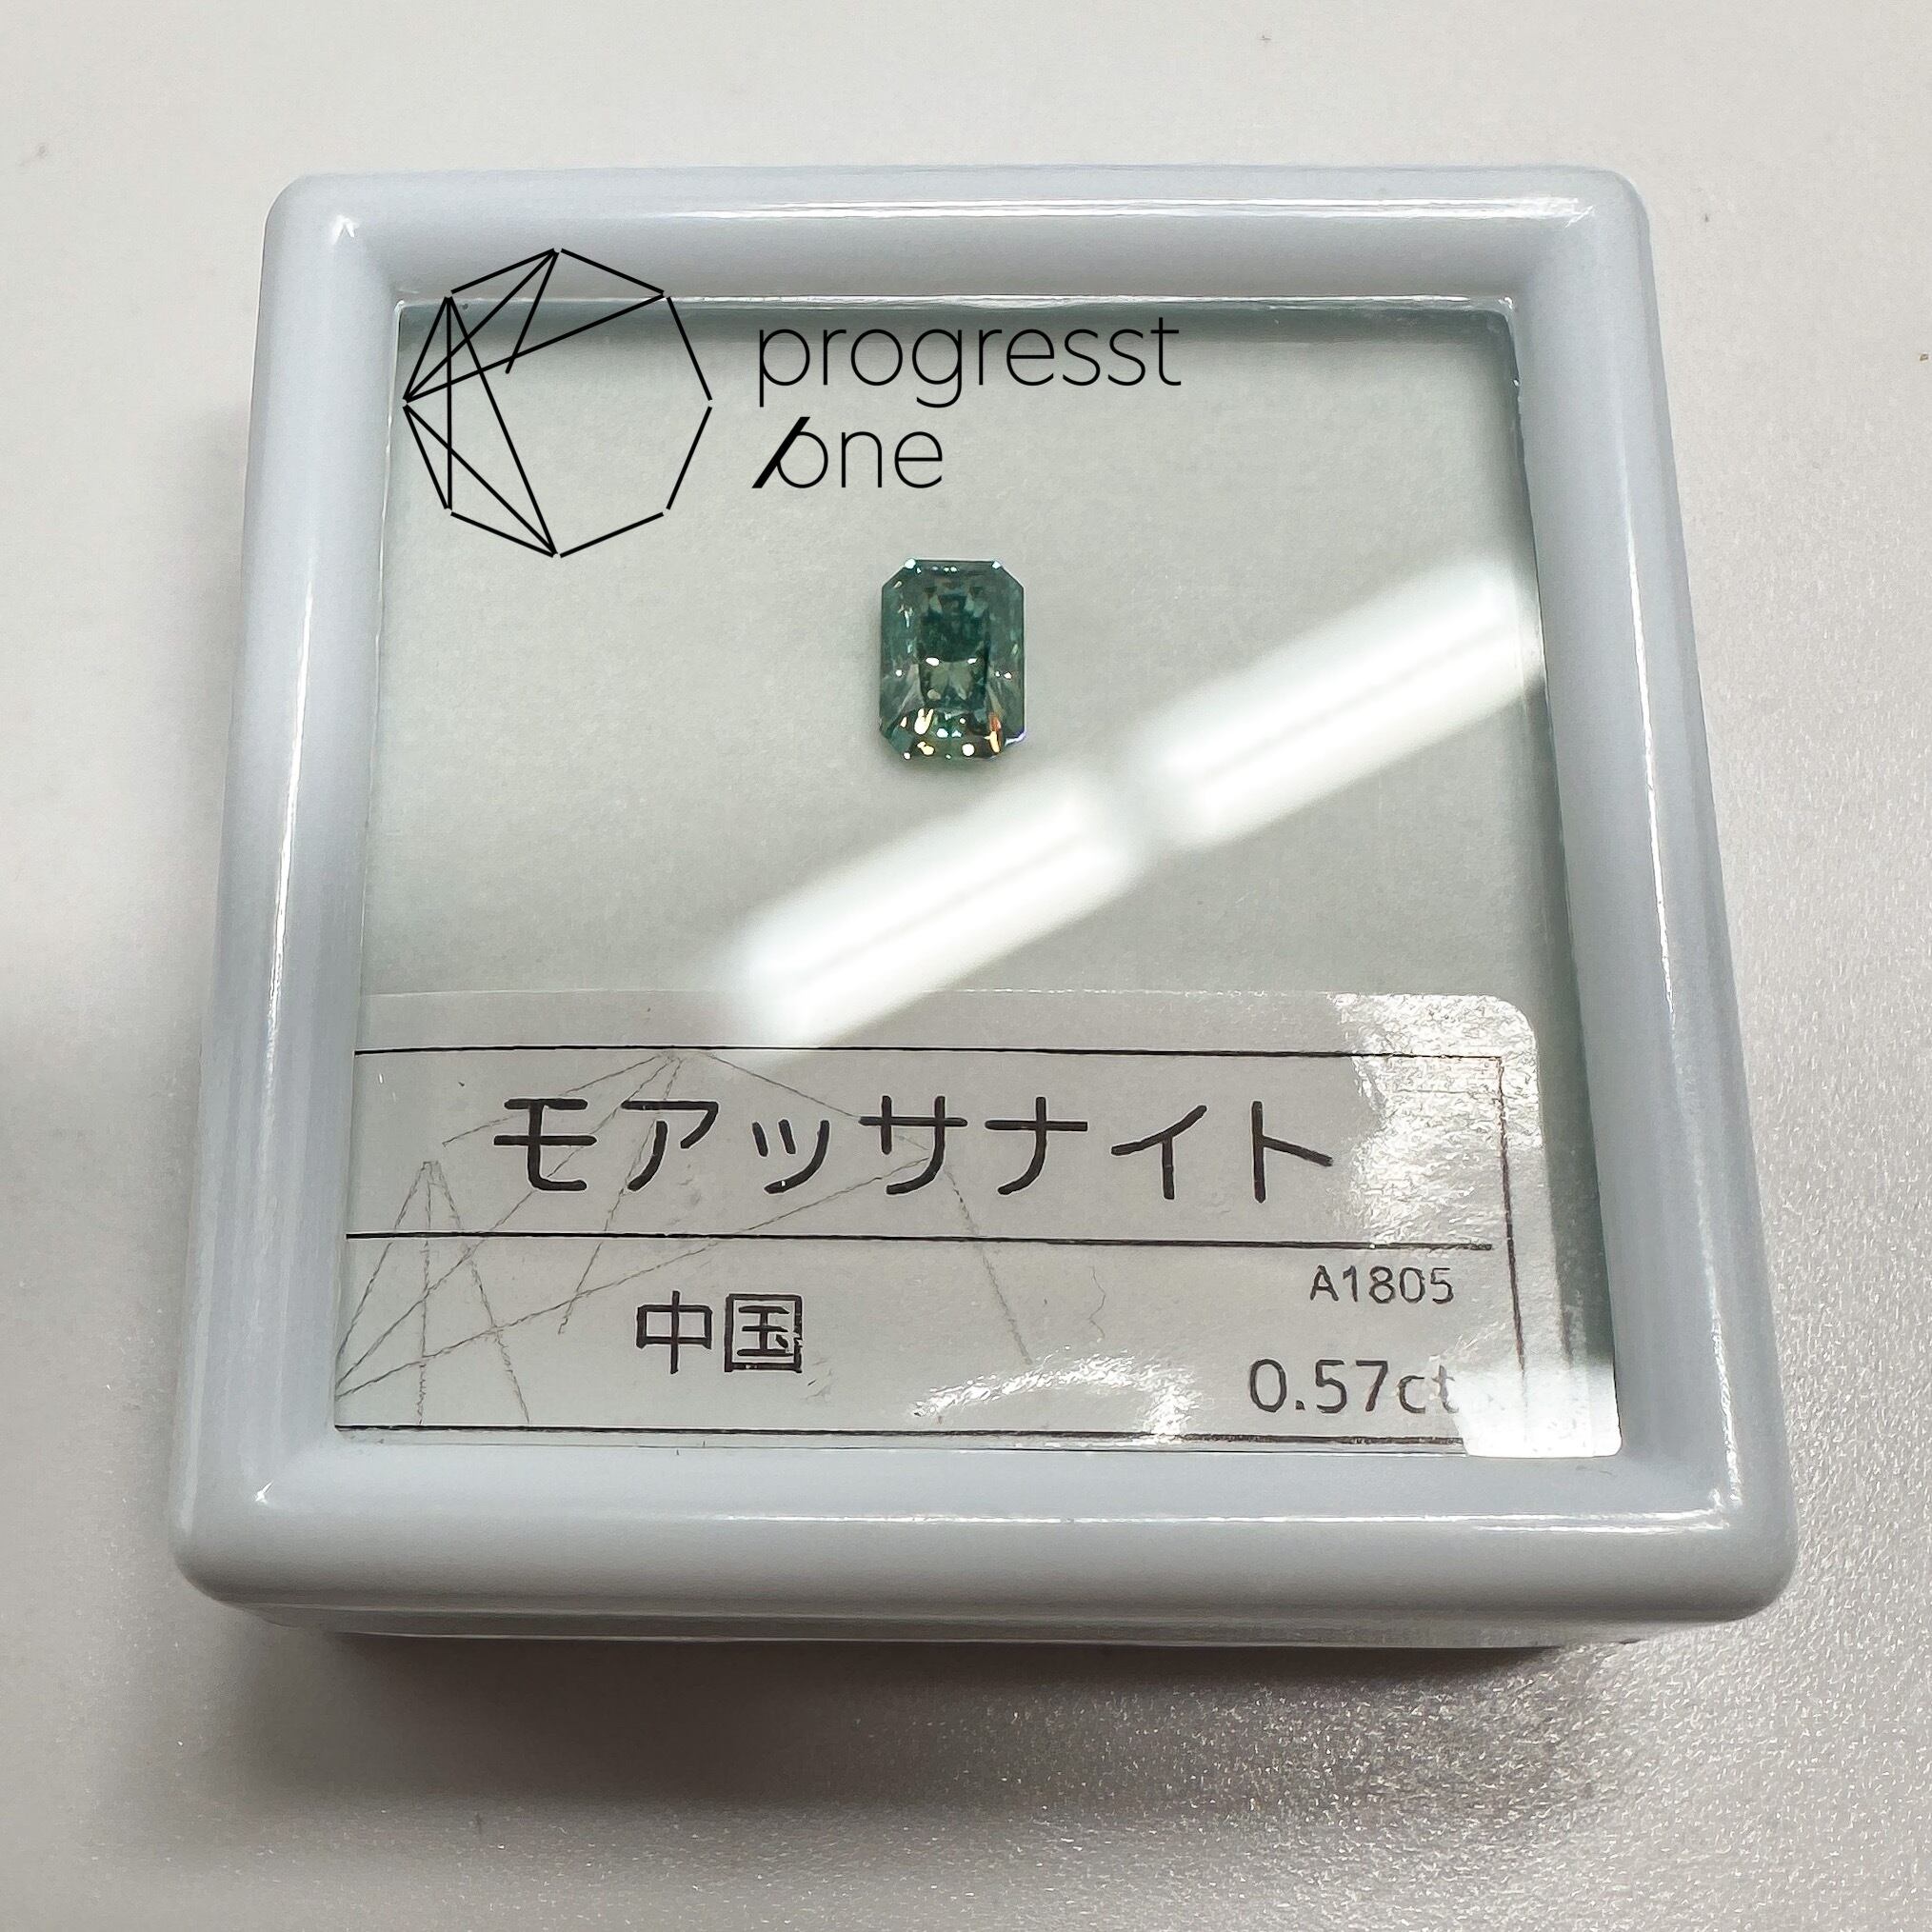 progresst
one
モアッサナイト
中国
A1805
0.57ct